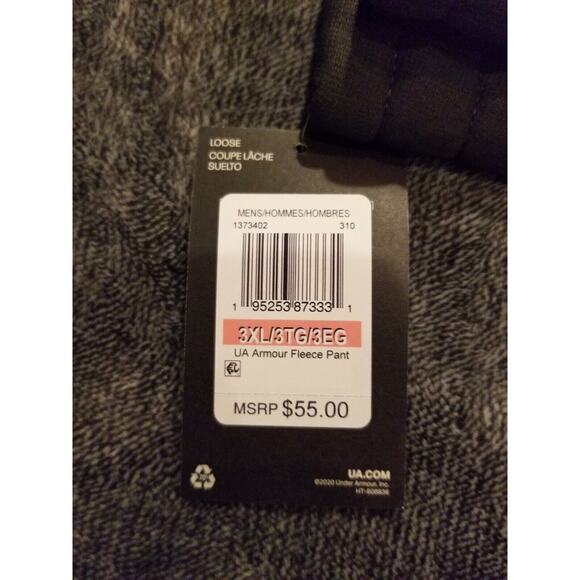 LOOSE
COUPE LÂCHE
SUELTO
MENS/HOMMES/HOMBRES
1373402 310
1 95253 87333 1
3XL/3TG/3EG
UA Armour Fleece Pant
MSRP $55.00
UA.COM
©2020 Under Armour, Inc.